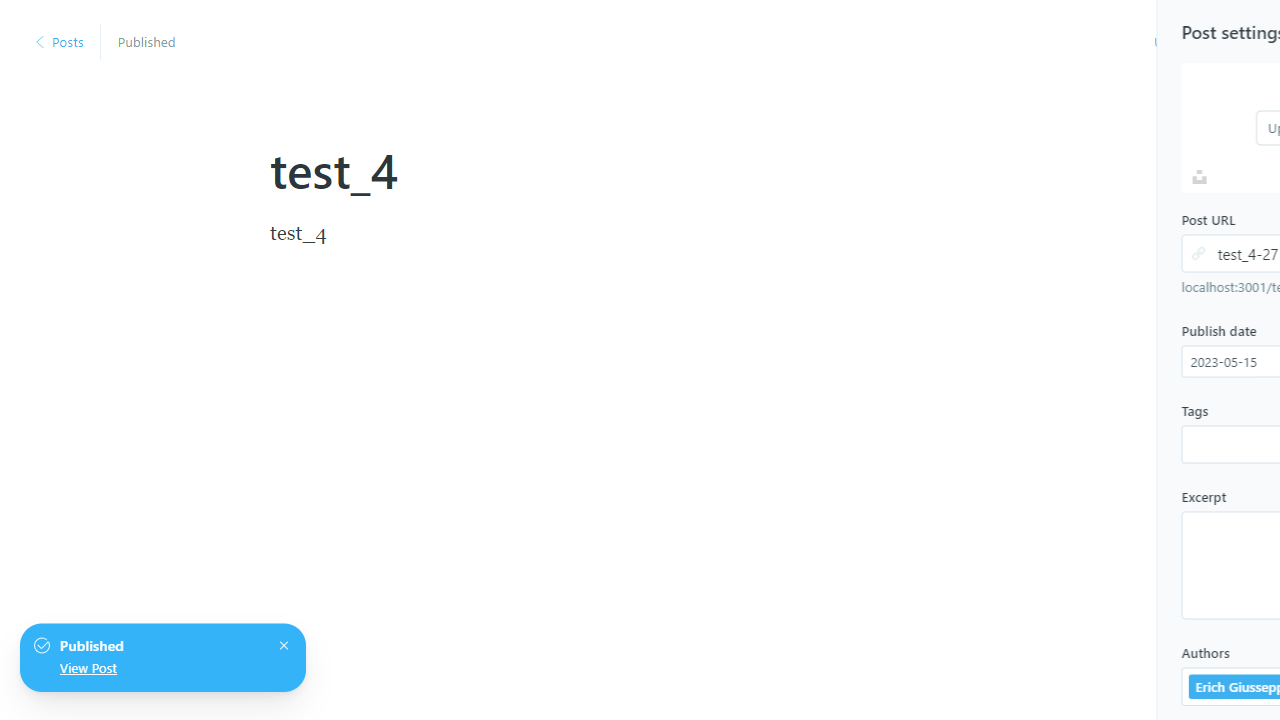 Posts
Published
test_4
test_4
Published
View Post
Post settings
Post URL
test_4-27
localhost:3001/te
Publish date
2023-05-15
Tags
Excerpt
Authors
Erich Giusepp